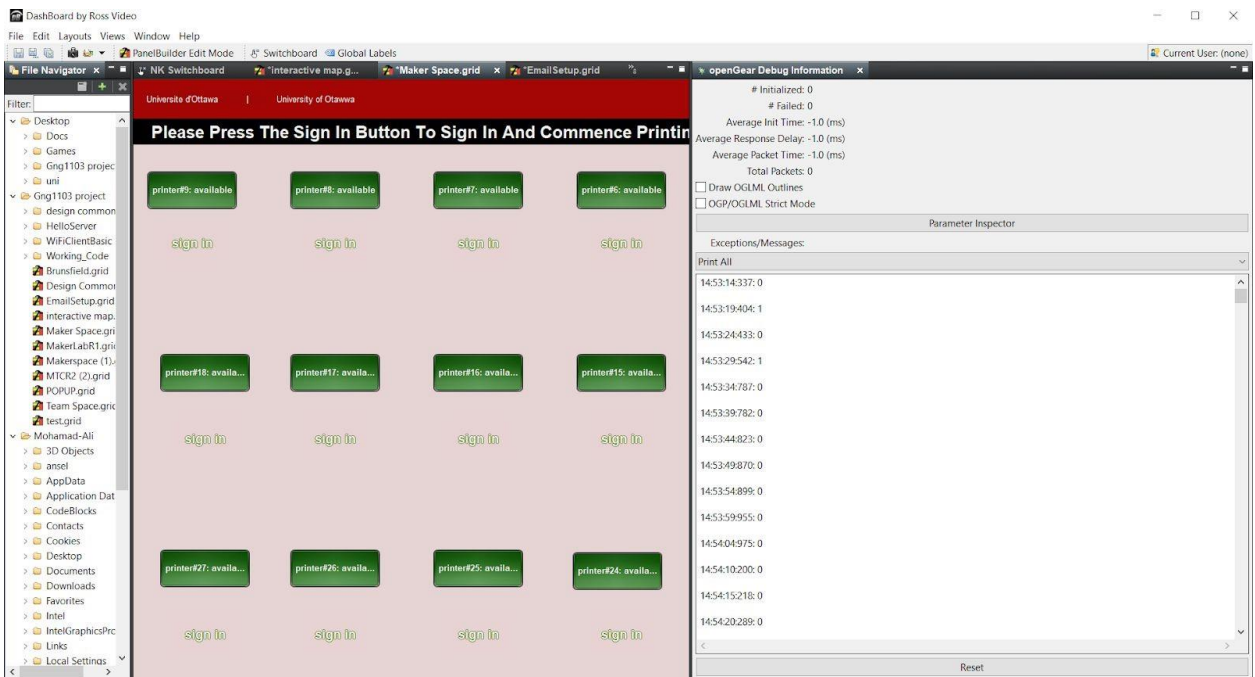 DashBoard by Ross Video
File Edit Layouts Views Window Help
PanelBuilder Edit Mode Switchboard Global Labels
Current User: (none)
File Navigator
Filter:
Desktop
Docs
Games
Gng1103 projec
uni
Gng1103 project
design common
HelloServer
WiFiClientBasic
Working_Code
Brunsfield.grid
Design Commor
EmailSetup.grid
interactive map.
Maker Space.gri
MakerLabR1.gri
Makerspace (1).
MTCR2 (2).grid
POPUP.grid
Team Space.gric
test.grid
Mohamad-Ali
3D Objects
ansel
AppData
Application Dat
CodeBlocks
Contacts
Cookies
Desktop
Documents
Downloads
Favorites
Intel
IntelGraphicsPrc
Links
Local Settings
NK Switchboard
*interactive map.g...
*Maker Space.grid
*EmailSetup.grid
Universite d'Ottawa | University of Otawwa
Please Press The Sign In Button To Sign In And Commence Printin
printer#9: available printer#8: available printer#7: available printer#6: available
sign in sign in sign in sign in
printer#18: availa... printer#17: availa... printer#16: availa... printer#15: availa...
sign in sign in sign in sign in
printer#27: availa... printer#26: availa... printer#25: availa... printer#24: availa...
sign in sign in sign in sign in
openGear Debug Information
# Initialized: 0
# Failed: 0
Average Init Time: -1.0 (ms)
Average Response Delay: -1.0 (ms)
Average Packet Time: -1.0 (ms)
Total Packets: 0
Draw OGLML Outlines
OGP/OGLML Strict Mode
Parameter Inspector
Exceptions/Messages:
Print All
14:53:14:337: 0
14:53:19:404: 1
14:53:24:433: 0
14:53:29:542: 1
14:53:34:787: 0
14:53:39:782: 0
14:53:44:823: 0
14:53:49:870: 0
14:53:54:899: 0
14:53:59:955: 0
14:54:04:975: 0
14:54:10:200: 0
14:54:15:218: 0
14:54:20:289: 0
Reset